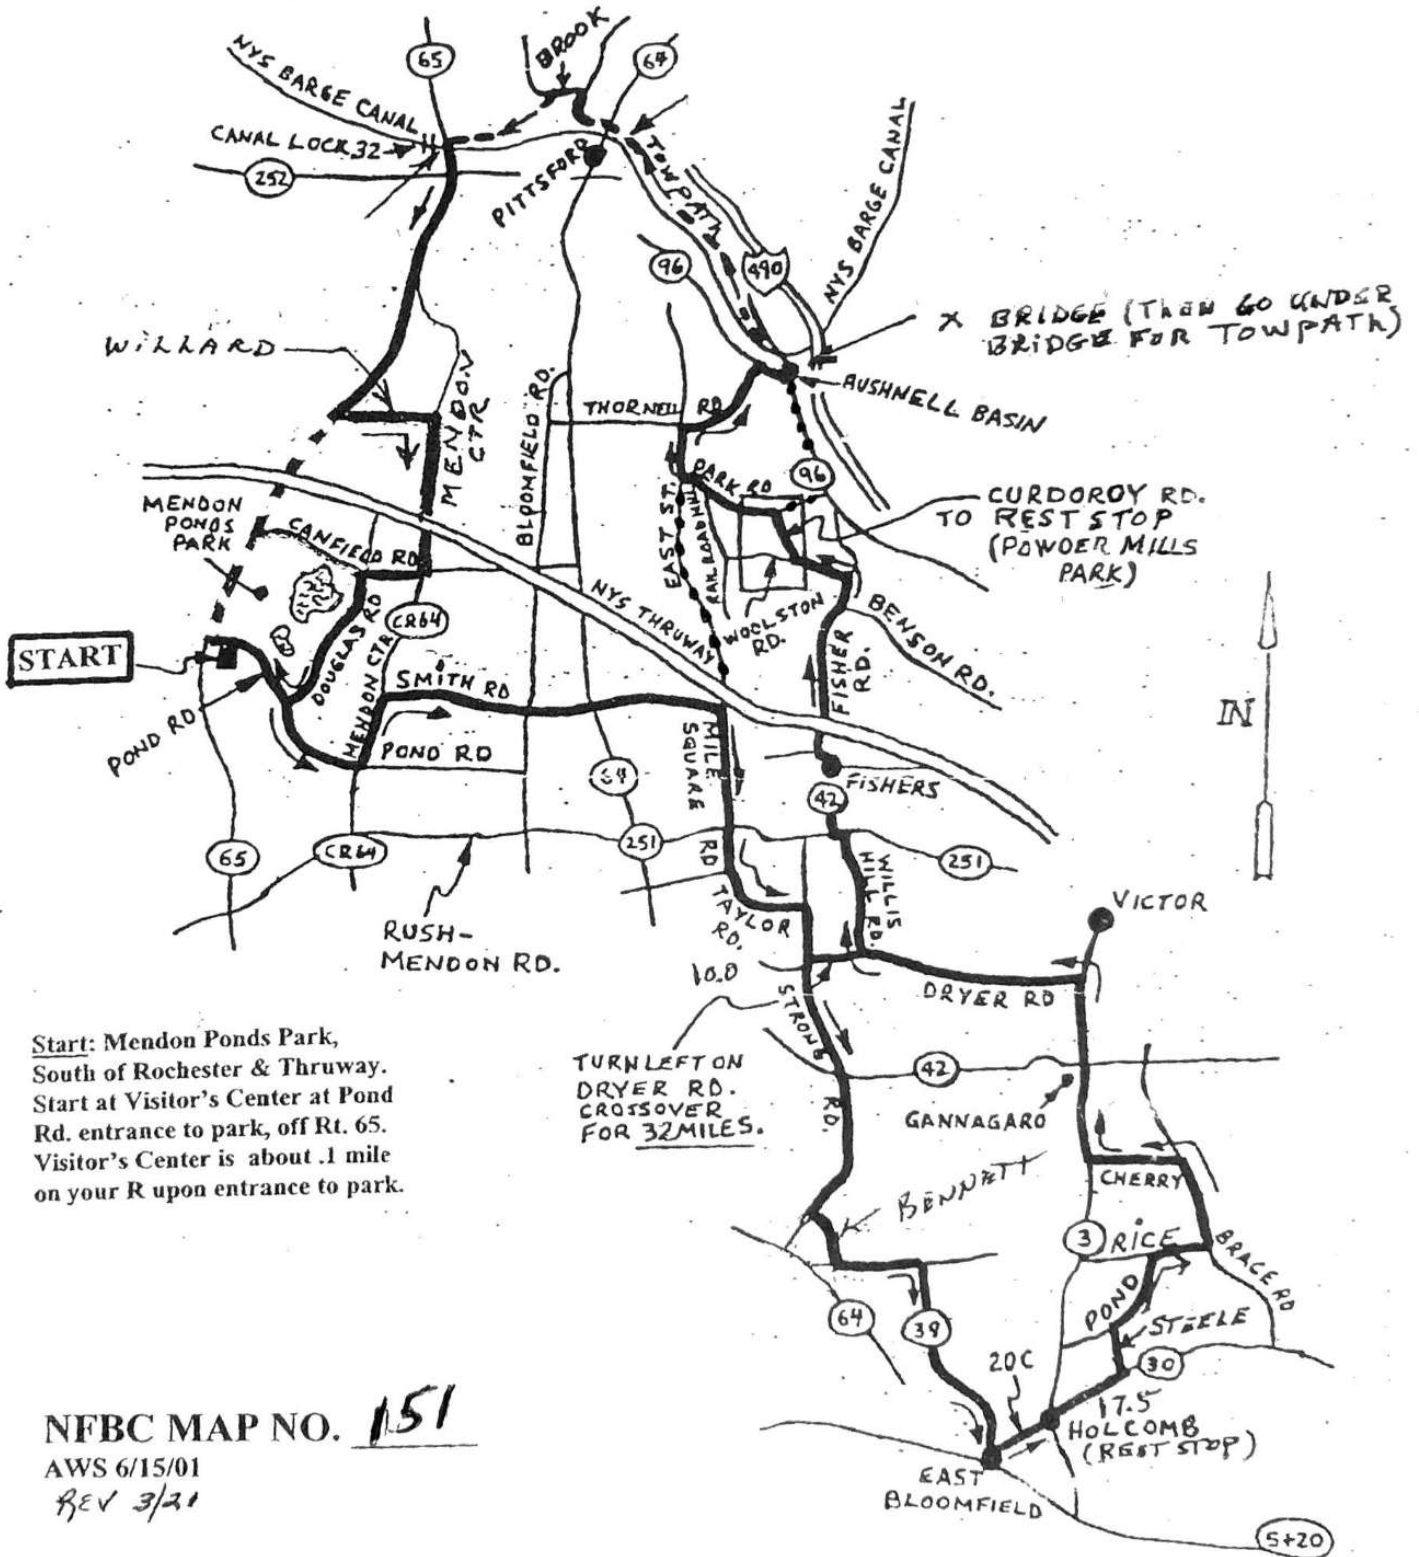 BROOK
65
64
NYS BARGE CANAL
CANAL LOCK 32
252
PITTSFORD
TOWPATH
NYS BARGE CANAL
96
490
X BRIDGE (THEN GO UNDER
BRIDGE FOR TOWPATH)
WILLARD
BUSHNELL BASIN
MENDON
CTR
BLOOMFIELD RD.
THORNELL RD
96
PARK RD
CURDOROY RD.
TO REST STOP
(POWDER MILLS
PARK)
MENDON
PONDS
PARK
CANFIELD RD
EAST ST.
RAILROAD MILL
NYS THRUWAY
WOOLSTON
RD.
BENSON RD.
FISHER
RD.
CR64
DOUGLAS RD
MENDON CTR
START
SMITH RD
POND RD
POND RD
MILE
SQUARE
RD
IN
64
FISHERS
42
65
CR64
251
251
WILLIS
HILL RD.
TAYLOR
RD.
VICTOR
RUSH-
MENDON RD.
10.0
DRYER RD
STRONG
RD.
TURN LEFT ON
DRYER RD.
CROSSOVER
FOR 32 MILES.
42
GANNAGARO
Start: Mendon Ponds Park,
South of Rochester & Thruway.
Start at Visitor's Center at Pond
Rd. entrance to park, off Rt. 65.
Visitor's Center is about .1 mile
on your R upon entrance to park.
BENNETT
CHERRY
3
RICE
BRACE RD
POND
STEELE
64
39
30
20C
17.5
HOLCOMB
(REST STOP)
EAST
BLOOMFIELD
5+20
NFBC MAP NO. 151
AWS 6/15/01
REV 3/21